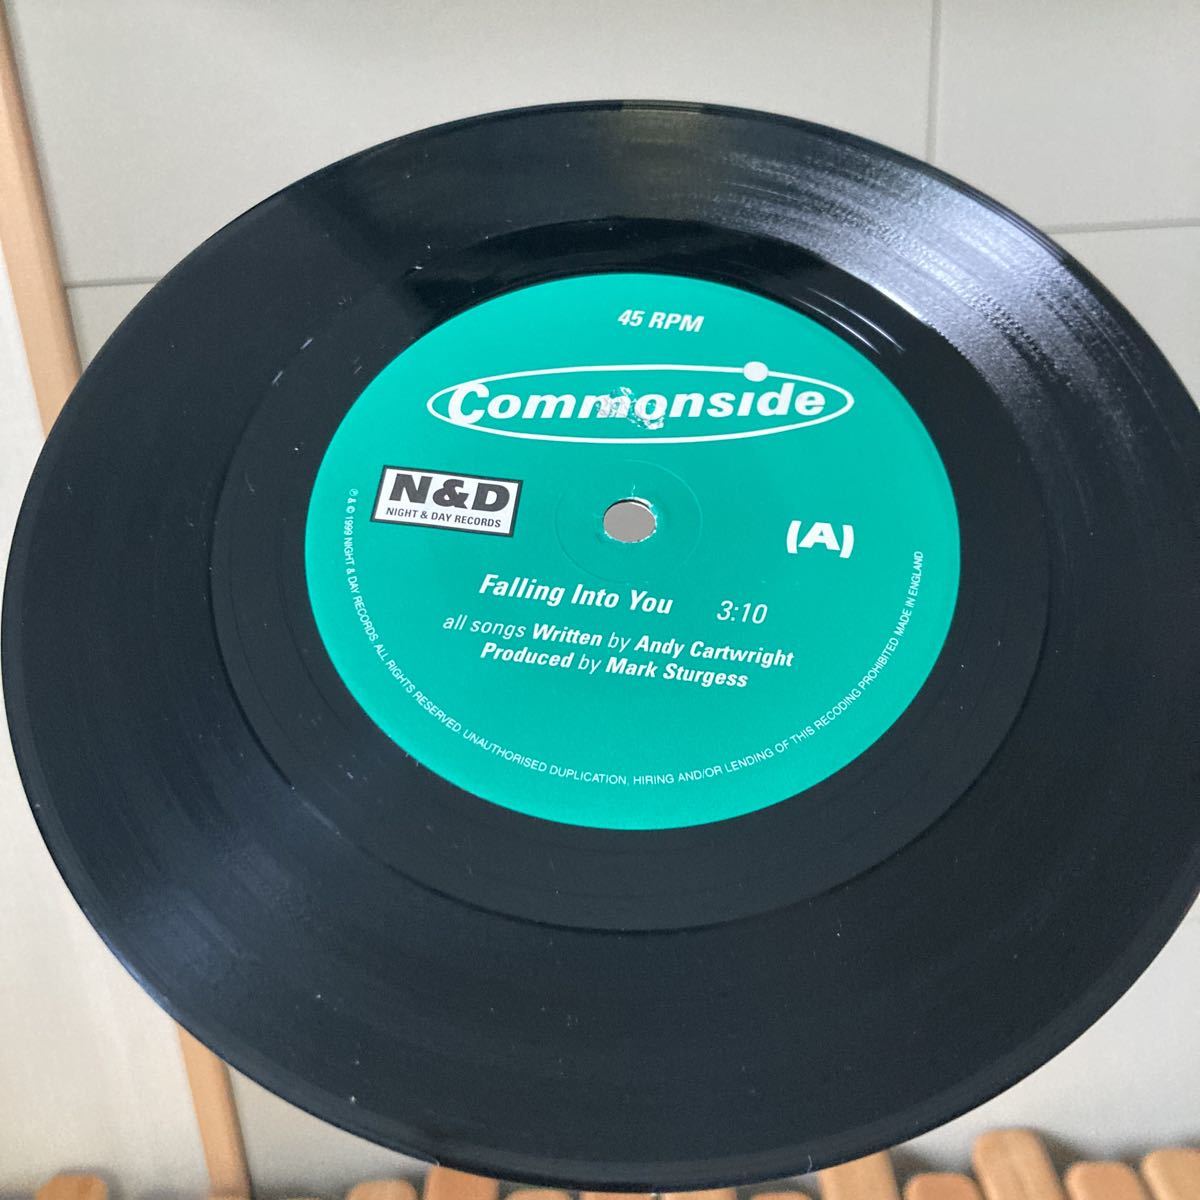 45 RPM
Commonside
N&D
NIGHT & DAY RECORDS
(A)
Falling Into You 3:10
all songs Written by Andy Cartwright
Produced by Mark Sturgess
℗ & © 1999 NIGHT & DAY RECORDS. ALL RIGHTS RESERVED. UNAUTHORISED DUPLICATION, HIRING AND/OR LENDING OF THIS RECODING PROHIBITED. MADE IN ENGLAND